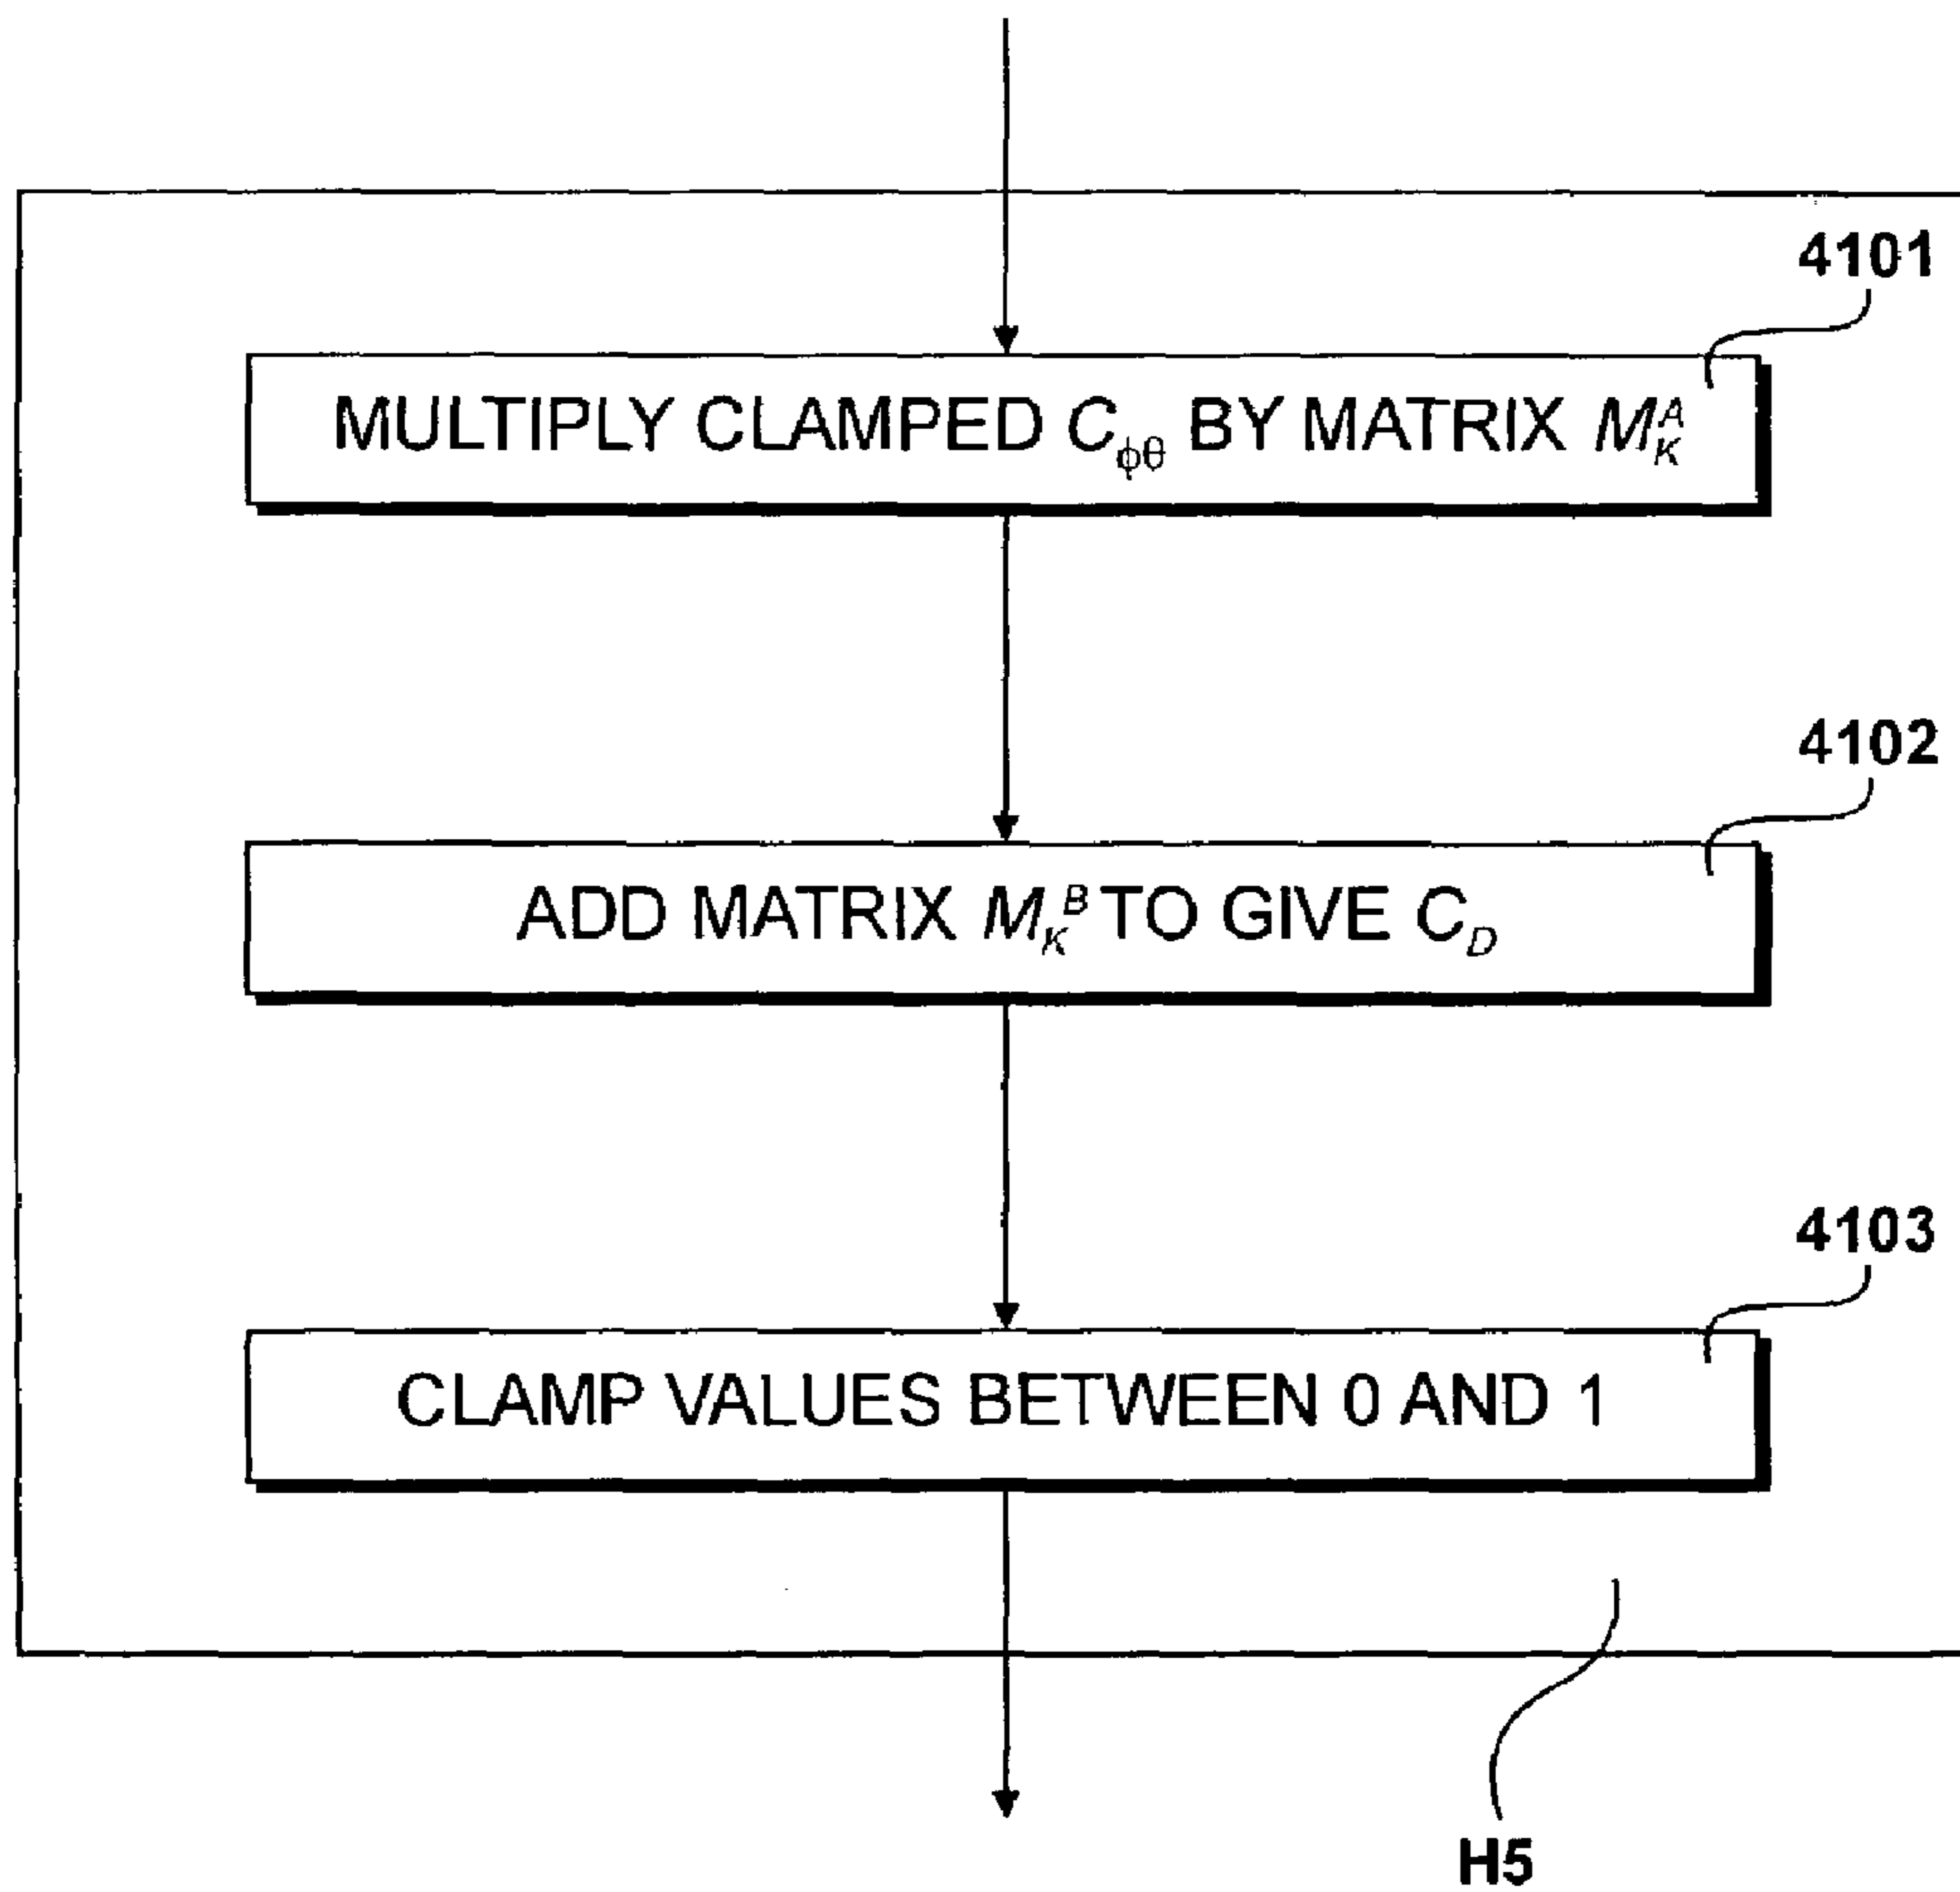 4101
MULTIPLY CLAMPED C_ϕθ BY MATRIX M_K^A
4102
ADD MATRIX M_K^B TO GIVE C_D
4103
CLAMP VALUES BETWEEN 0 AND 1
H5